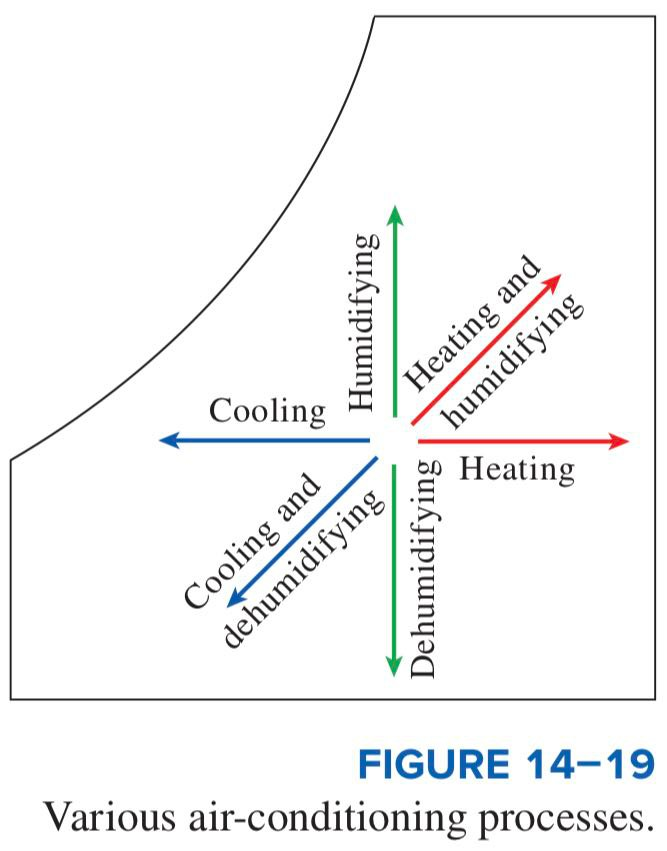 Humidifying
Heating and
humidifying
Cooling
Heating
Cooling and
dehumidifying
Dehumidifying
FIGURE 14–19
Various air-conditioning processes.